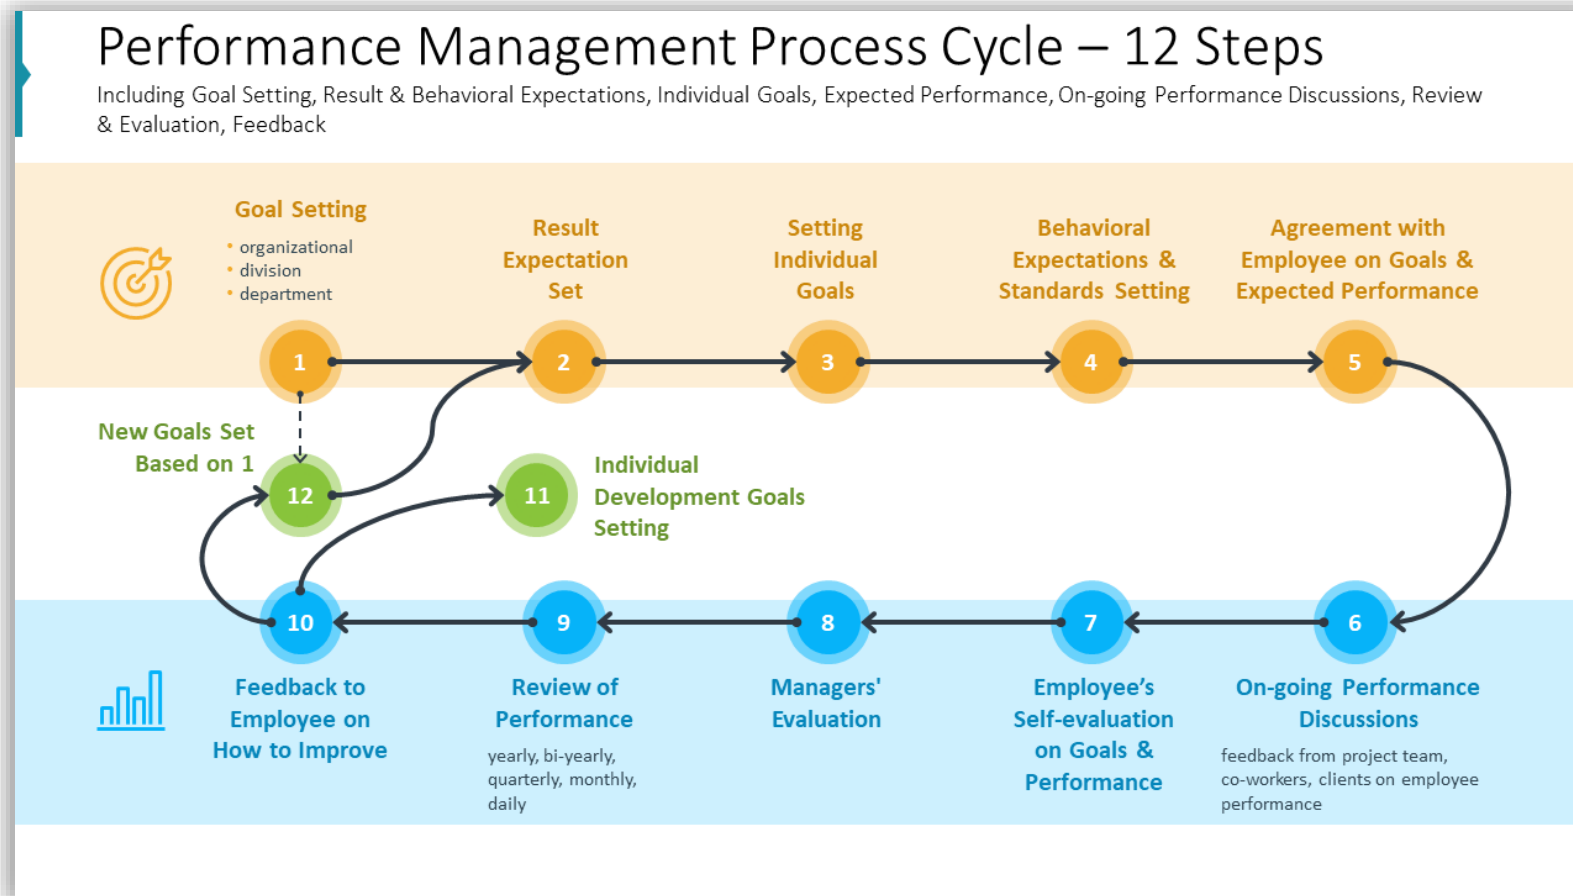 Performance Management Process Cycle – 12 Steps
Including Goal Setting, Result & Behavioral Expectations, Individual Goals, Expected Performance, On-going Performance Discussions, Review
& Evaluation, Feedback
Goal Setting
• organizational
• division
• department
Result
Expectation
Set
Setting
Individual
Goals
Behavioral
Expectations &
Standards Setting
Agreement with
Employee on Goals &
Expected Performance
1
2
3
4
5
New Goals Set
Based on 1
12
11
Individual
Development Goals
Setting
10
9
8
7
6
Feedback to
Employee on
How to Improve
Review of
Performance
yearly, bi-yearly,
quarterly, monthly,
daily
Managers'
Evaluation
Employee’s
Self-evaluation
on Goals &
Performance
On-going Performance
Discussions
feedback from project team,
co-workers, clients on employee
performance